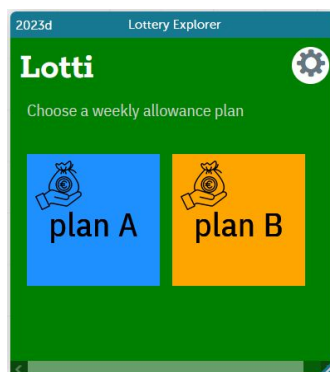 2023d Lottery Explorer
Lotti
Choose a weekly allowance plan
plan A
plan B